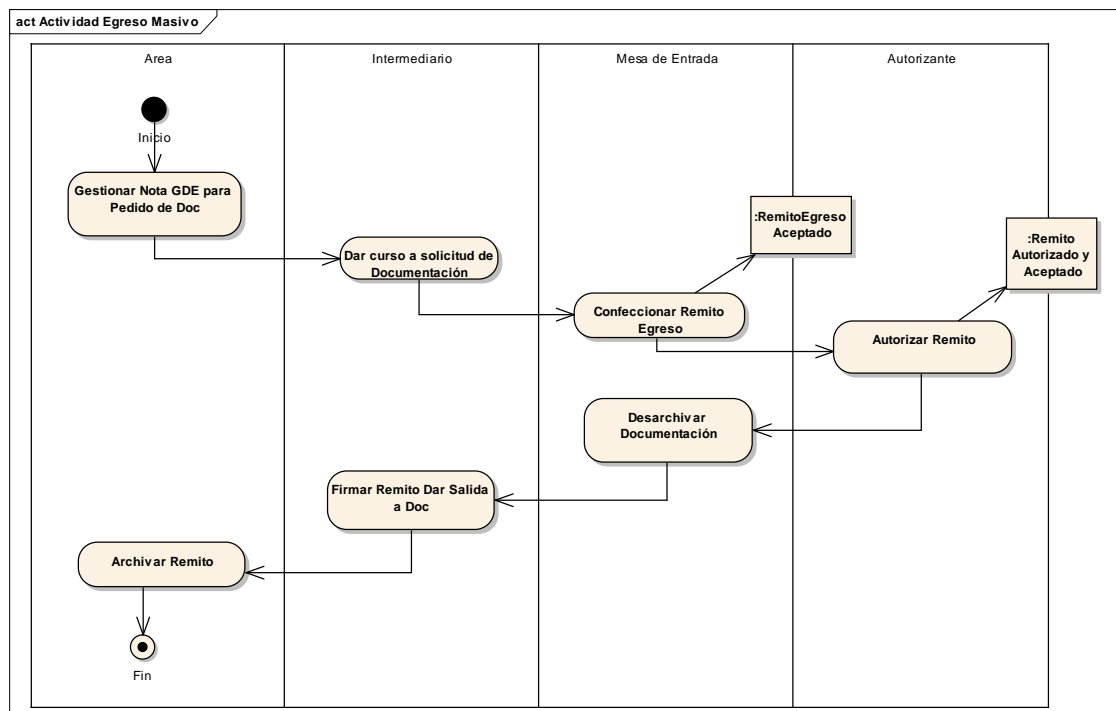 act Actividad Egreso Masivo
Area
Intermediario
Mesa de Entrada
Autorizante
Inicio
Gestionar Nota GDE para
Pedido de Doc
:RemitoEgreso
Aceptado
:Remito
Autorizado y
Aceptado
Dar curso a solicitud de
Documentación
Confeccionar Remito
Egreso
Autorizar Remito
Desarchivar
Documentación
Firmar Remito Dar Salida
a Doc
Archivar Remito
Fin